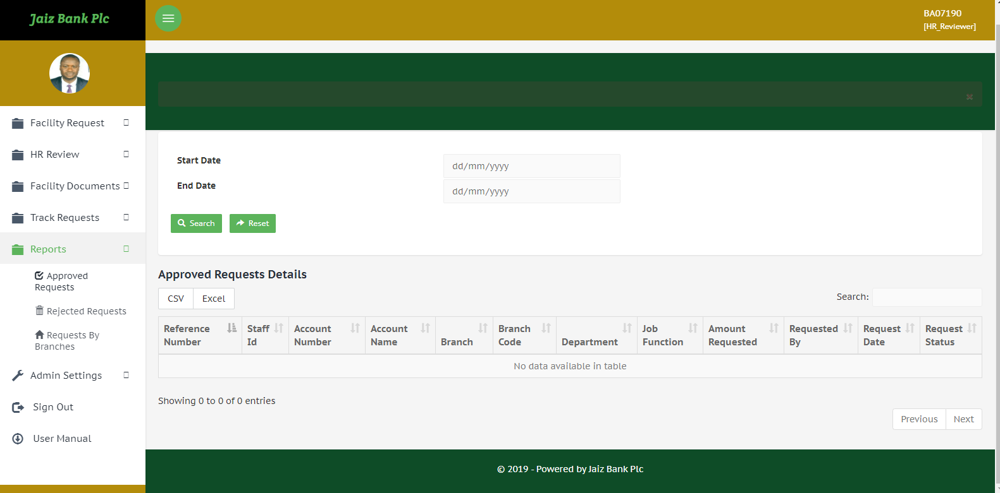 Jaiz Bank Plc
BA07190
[HR_Reviewer]
Facility Request
HR Review
Facility Documents
Track Requests
Reports
Approved
Requests
Rejected Requests
Requests By
Branches
Admin Settings
Sign Out
User Manual
Start Date
dd/mm/yyyy
End Date
dd/mm/yyyy
Search
Reset
Approved Requests Details
CSV
Excel
Search:
Reference
Number
Staff
Id
Account
Number
Account
Name
Branch
Branch
Code
Department
Job
Function
Amount
Requested
Requested
By
Request
Date
Request
Status
No data available in table
Showing 0 to 0 of 0 entries
Previous
Next
© 2019 - Powered by Jaiz Bank Plc